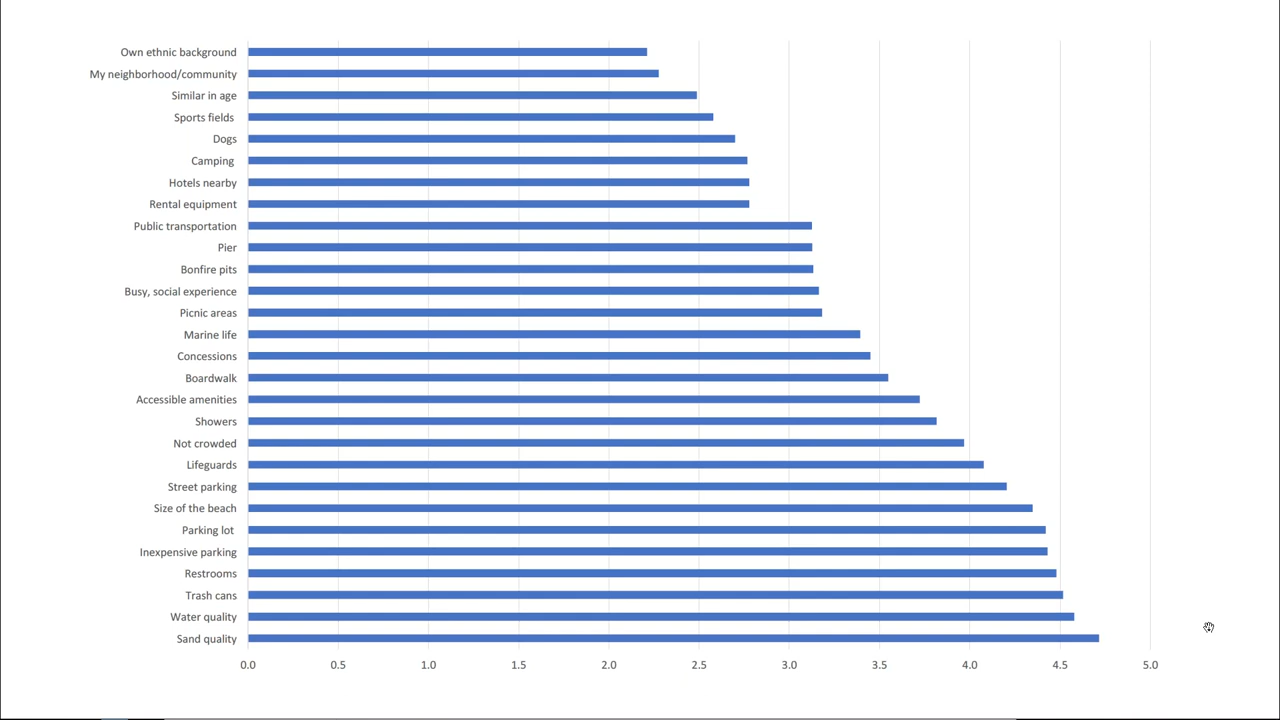 Own ethnic background
My neighborhood/community
Similar in age
Sports fields
Dogs
Camping
Hotels nearby
Rental equipment
Public transportation
Pier
Bonfire pits
Busy, social experience
Picnic areas
Marine life
Concessions
Boardwalk
Accessible amenities
Showers
Not crowded
Lifeguards
Street parking
Size of the beach
Parking lot
Inexpensive parking
Restrooms
Trash cans
Water quality
Sand quality
0.0 0.5 1.0 1.5 2.0 2.5 3.0 3.5 4.0 4.5 5.0